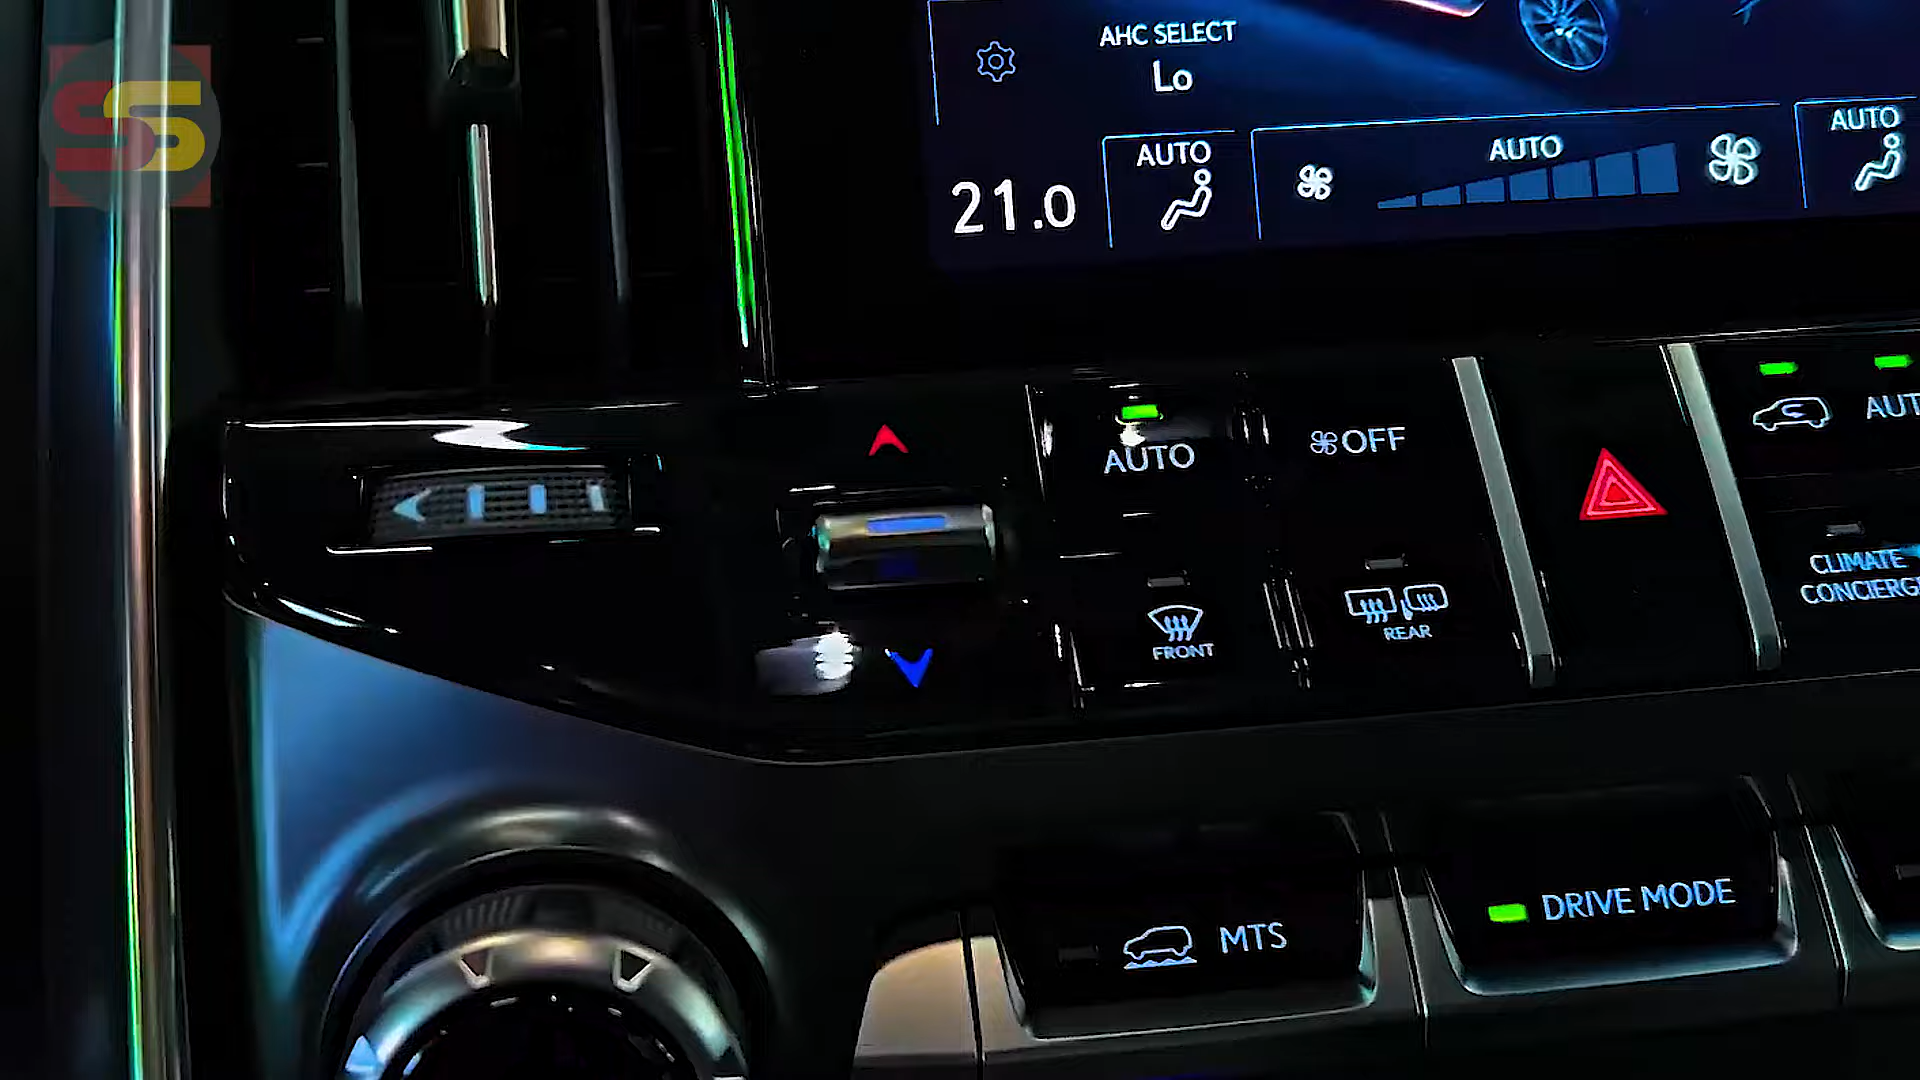 AHC SELECT
Lo
21.0
AUTO
AUTO
AUTO
AUTO
OFF
FRONT
REAR
CLIMATE
MTS
DRIVE MODE